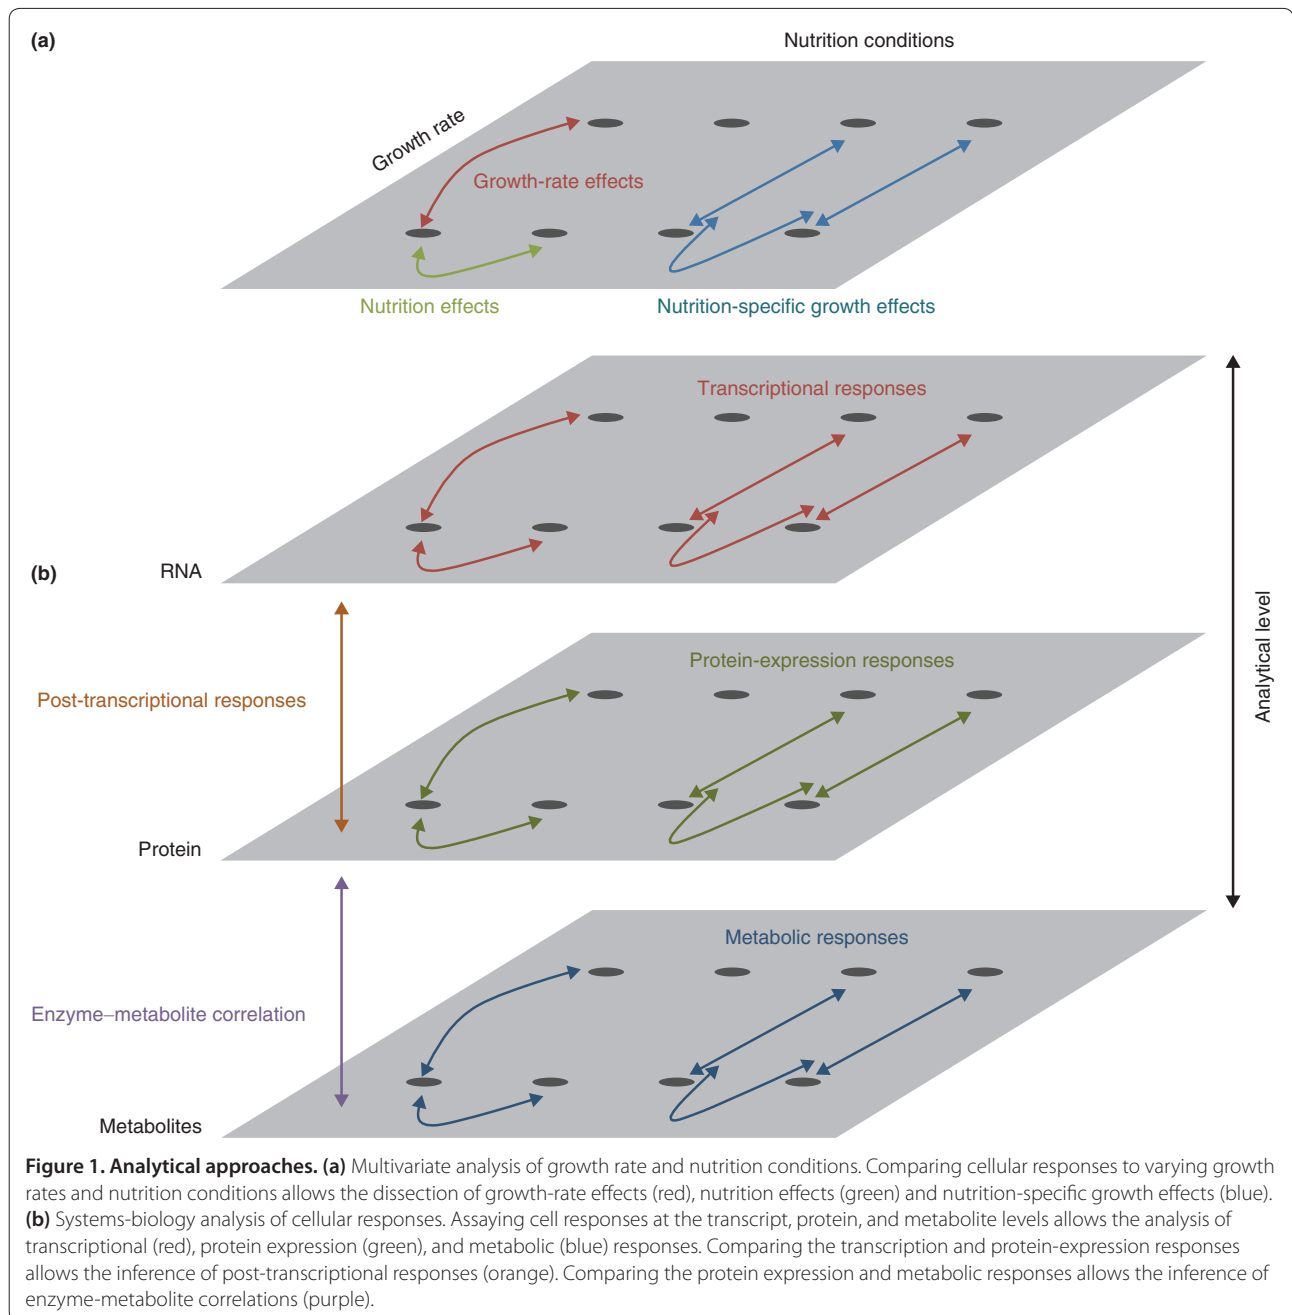 (a)
Nutrition conditions
Growth rate
Growth-rate effects
Nutrition effects
Nutrition-specific growth effects
Transcriptional responses
RNA
(b)
Protein-expression responses
Post-transcriptional responses
Analytical level
Protein
Metabolic responses
Enzyme–metabolite correlation
Metabolites
Figure 1. Analytical approaches. (a) Multivariate analysis of growth rate and nutrition conditions. Comparing cellular responses to varying growth
rates and nutrition conditions allows the dissection of growth-rate effects (red), nutrition effects (green) and nutrition-specific growth effects (blue).
(b) Systems-biology analysis of cellular responses. Assaying cell responses at the transcript, protein, and metabolite levels allows the analysis of
transcriptional (red), protein expression (green), and metabolic (blue) responses. Comparing the transcription and protein-expression responses
allows the inference of post-transcriptional responses (orange). Comparing the protein expression and metabolic responses allows the inference of
enzyme-metabolite correlations (purple).